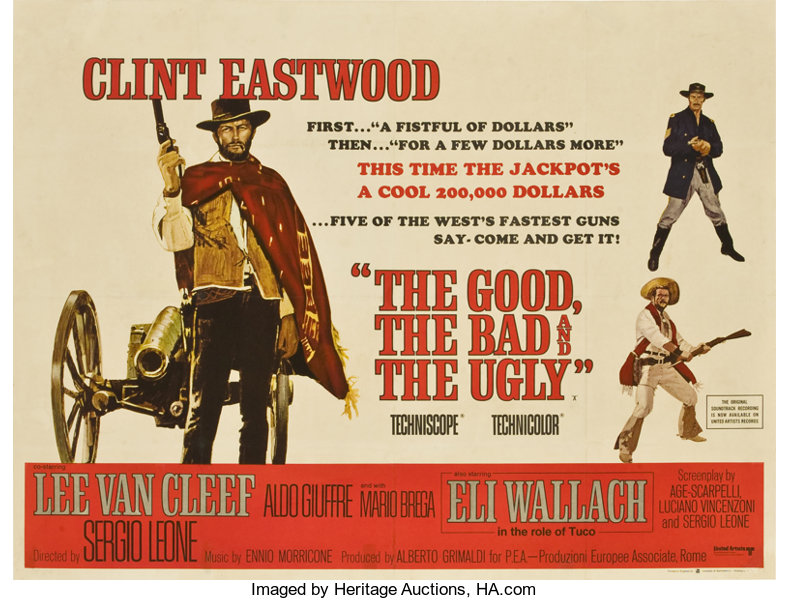 CLINT EASTWOOD
FIRST..."A FISTFUL OF DOLLARS"
THEN..."FOR A FEW DOLLARS MORE"
THIS TIME THE JACKPOT'S
A COOL 200,000 DOLLARS
...FIVE OF THE WEST'S FASTEST GUNS
SAY-COME AND GET IT!
"THE GOOD,
THE BAD AND
THE UGLY" X
TECHNISCOPE® TECHNICOLOR®
THE ORIGINAL
SOUNDTRACK RECORDING
IS NOW AVAILABLE ON
UNITED ARTISTS RECORDS
co-starring
LEE VAN CLEEF ALDO GIUFFRE and with MARIO BREGA
also starring
ELI WALLACH
in the role of Tuco
Screenplay by
AGE-SCARPELLI,
LUCIANO VINCENZONI
and SERGIO LEONE
Directed by SERGIO LEONE Music by ENNIO MORRICONE Produced by ALBERTO GRIMALDI for P.E.A.—Produzioni Europee Associate, Rome
United Artists
Imaged by Heritage Auctions, HA.com